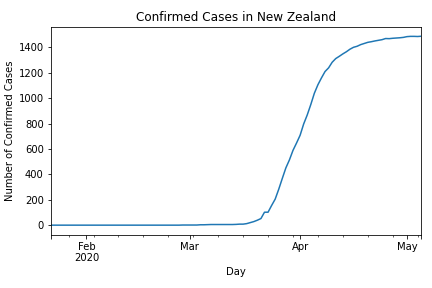 Confirmed Cases in New Zealand
Number of Confirmed Cases
1400
1200
1000
800
600
400
200
0
Feb
2020
Mar
Apr
May
Day